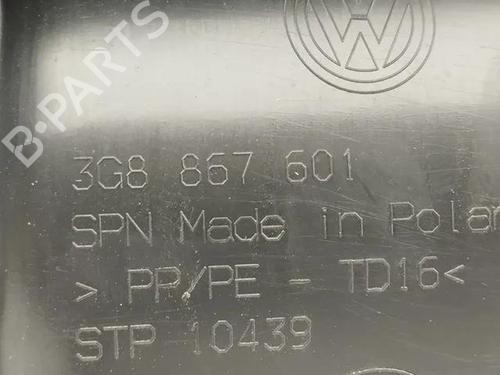 B-PARTS
3G8 867 601
SPN Made in Polan
> PP/PE - TD16<
STP 10439